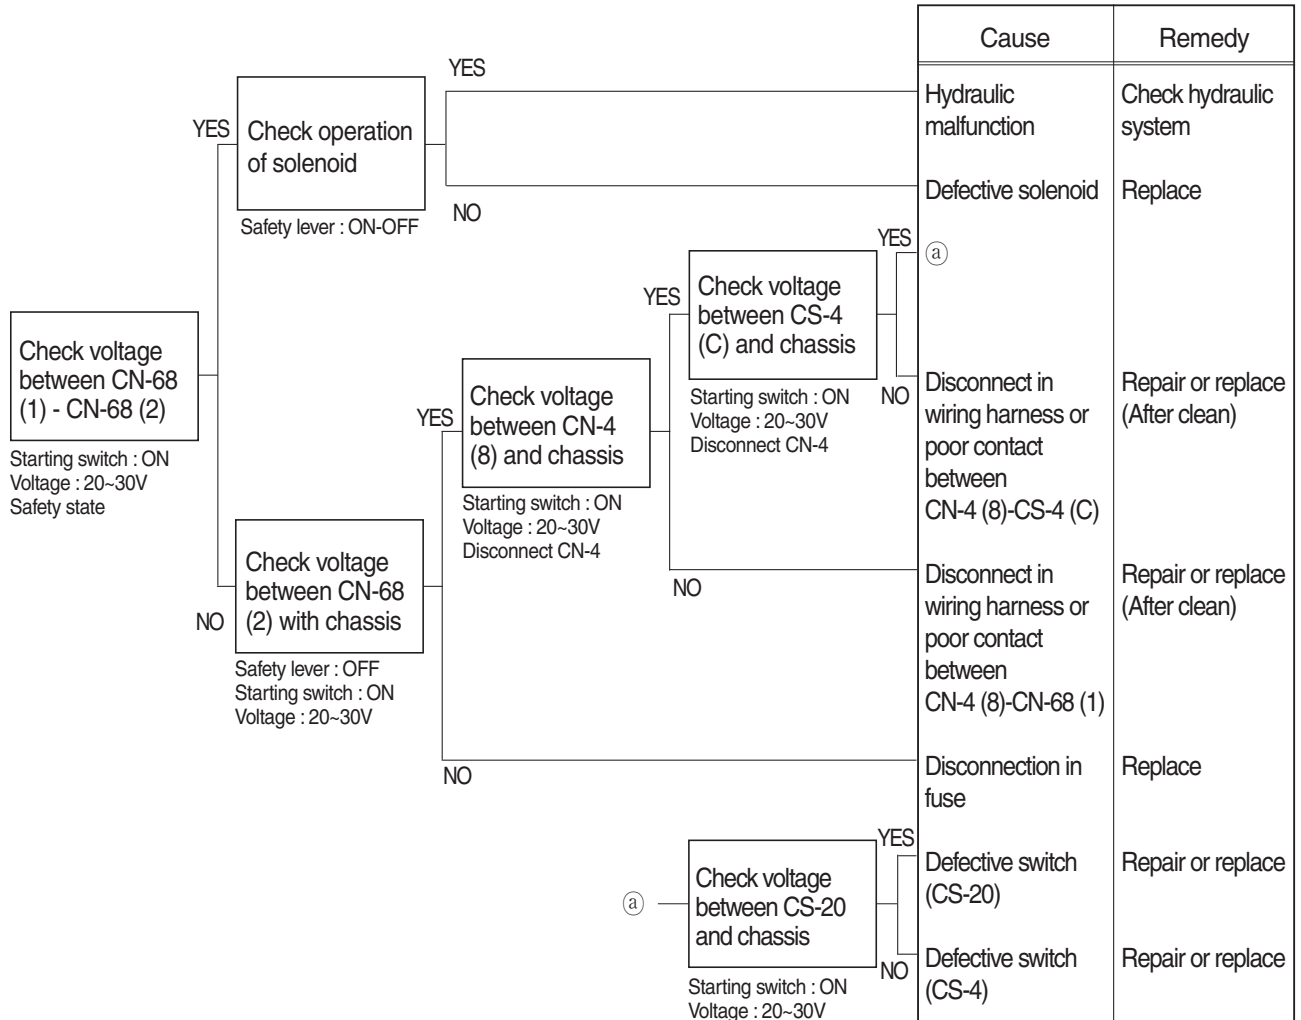 Cause
Remedy
YES
Hydraulic
malfunction
Check hydraulic
system
YES
Check operation
of solenoid
Safety lever : ON-OFF
NO
Defective solenoid
Replace
YES
ⓐ
YES
Check voltage
between CS-4
(C) and chassis
Starting switch : ON
Voltage : 20~30V
Disconnect CN-4
NO
Disconnect in
wiring harness or
poor contact
between
CN-4 (8)-CS-4 (C)
Repair or replace
(After clean)
Check voltage
between CN-68
(1) - CN-68 (2)
Starting switch : ON
Voltage : 20~30V
Safety state
YES
Check voltage
between CN-4
(8) and chassis
Starting switch : ON
Voltage : 20~30V
Disconnect CN-4
NO
Disconnect in
wiring harness or
poor contact
between
CN-4 (8)-CN-68 (1)
Repair or replace
(After clean)
NO
Check voltage
between CN-68
(2) with chassis
Safety lever : OFF
Starting switch : ON
Voltage : 20~30V
NO
Disconnection in
fuse
Replace
ⓐ
Check voltage
between CS-20
and chassis
Starting switch : ON
Voltage : 20~30V
YES
Defective switch
(CS-20)
Repair or replace
NO
Defective switch
(CS-4)
Repair or replace